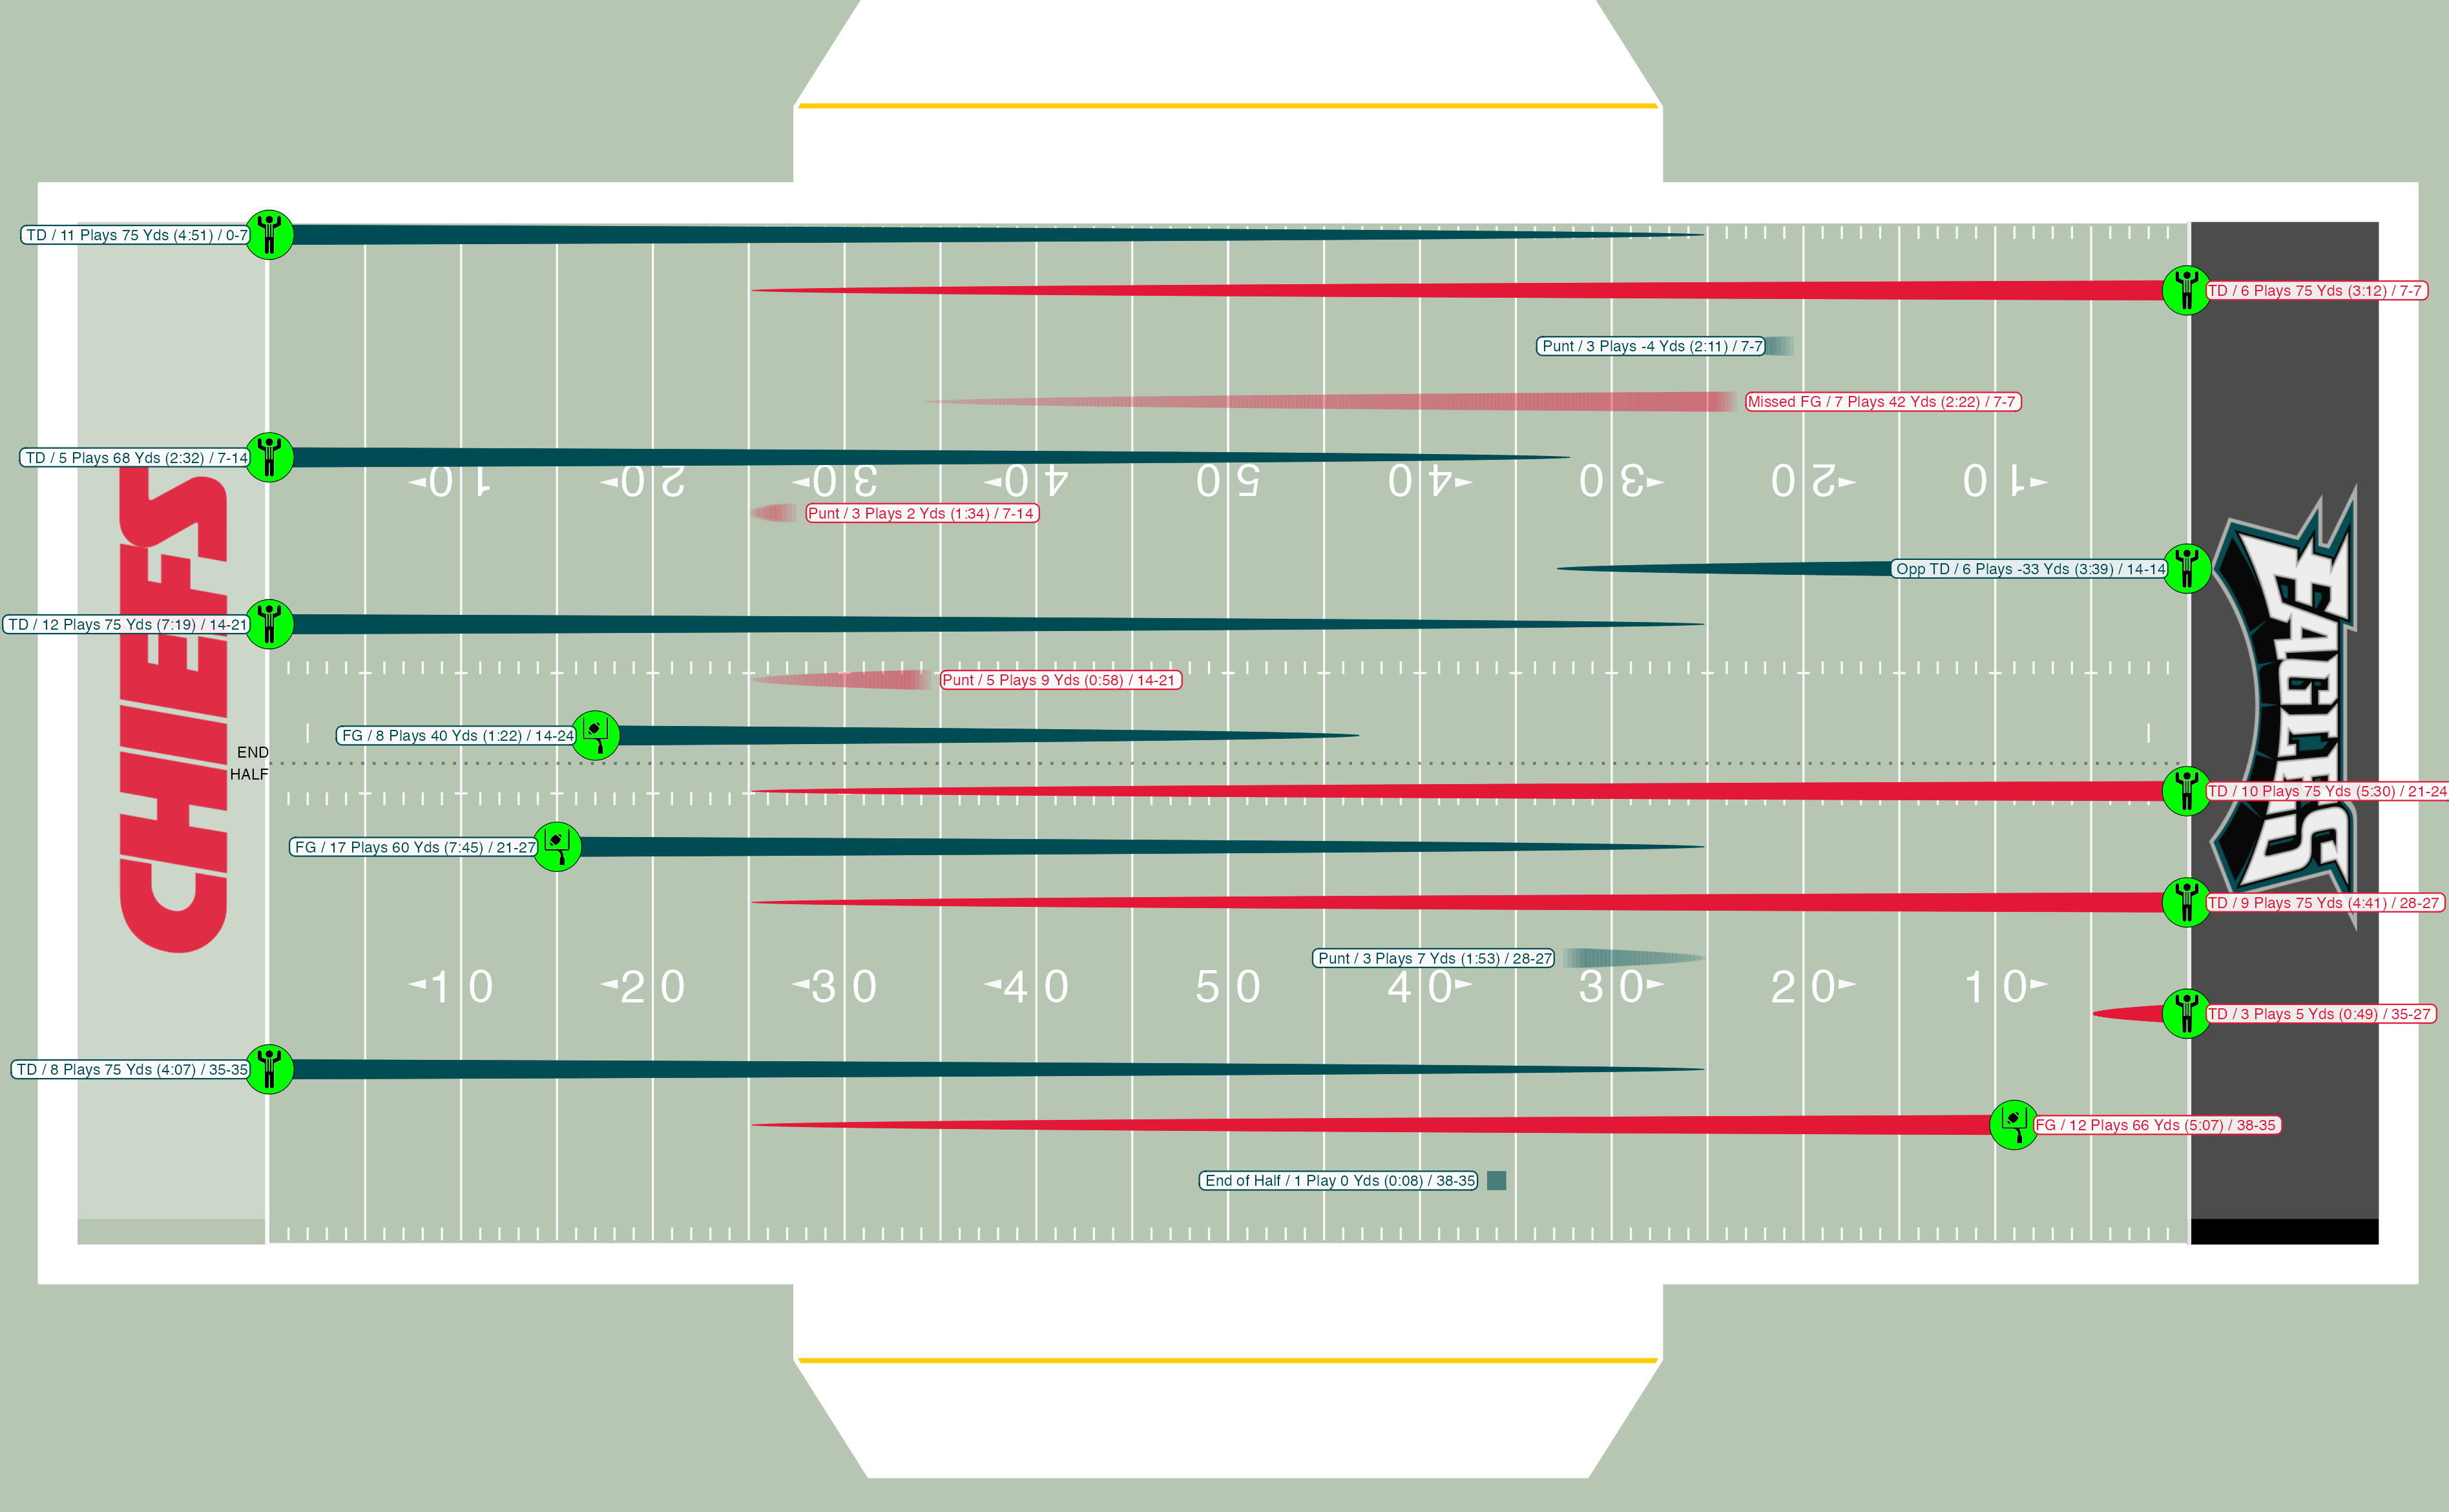 TD / 11 Plays 75 Yds (4:51) / 0-7
TD / 6 Plays 75 Yds (3:12) / 7-7
Punt / 3 Plays -4 Yds (2:11) / 7-7
Missed FG / 7 Plays 42 Yds (2:22) / 7-7
TD / 5 Plays 68 Yds (2:32) / 7-14
10 20 30 40 50 40 30 20 10
Punt / 3 Plays 2 Yds (1:34) / 7-14
Opp TD / 6 Plays -33 Yds (3:39) / 14-14
TD / 12 Plays 75 Yds (7:19) / 14-21
Punt / 5 Plays 9 Yds (0:58) / 14-21
CHIEFS
EAGLES
FG / 8 Plays 40 Yds (1:22) / 14-24
END
HALF
TD / 10 Plays 75 Yds (5:30) / 21-24
FG / 17 Plays 60 Yds (7:45) / 21-27
TD / 9 Plays 75 Yds (4:41) / 28-27
Punt / 3 Plays 7 Yds (1:53) / 28-27
10 20 30 40 50 40 30 20 10
TD / 3 Plays 5 Yds (0:49) / 35-27
TD / 8 Plays 75 Yds (4:07) / 35-35
FG / 12 Plays 66 Yds (5:07) / 38-35
End of Half / 1 Play 0 Yds (0:08) / 38-35